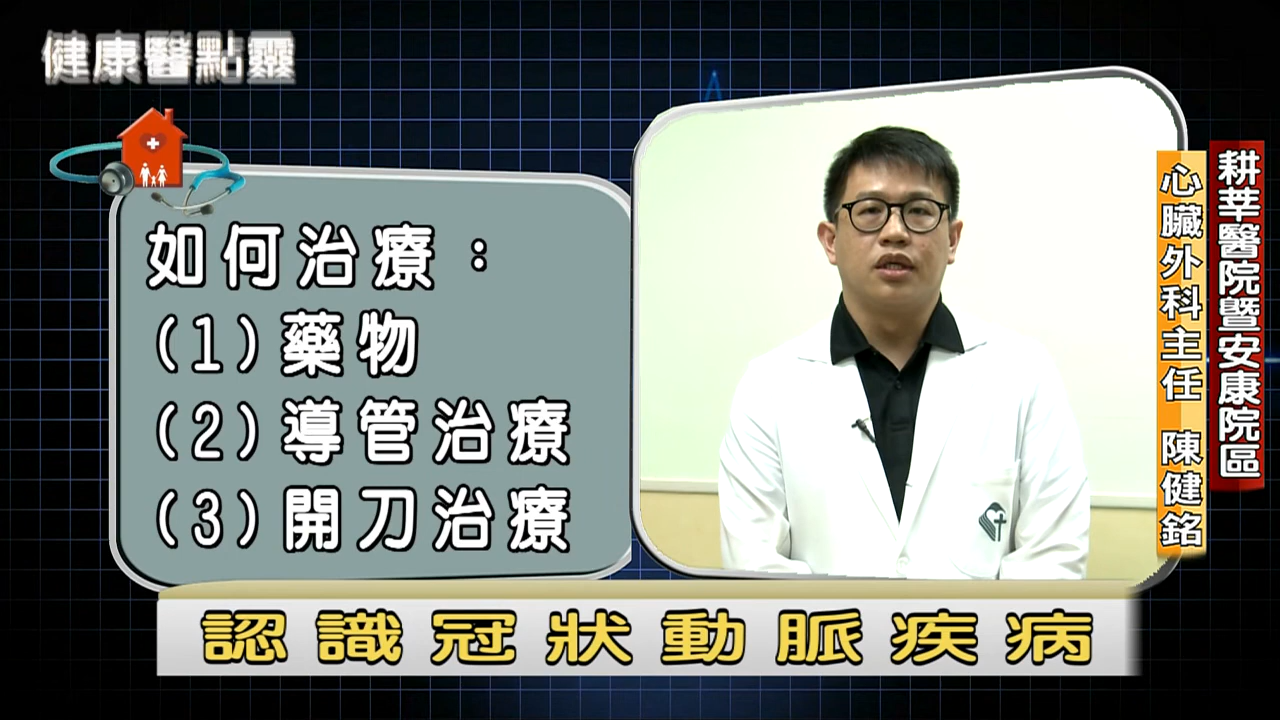 健康醫點靈
如何治療：
(1)藥物
(2)導管治療
(3)開刀治療
耕莘醫院暨安康院區
心臟外科主任 陳健銘
認識冠狀動脈疾病